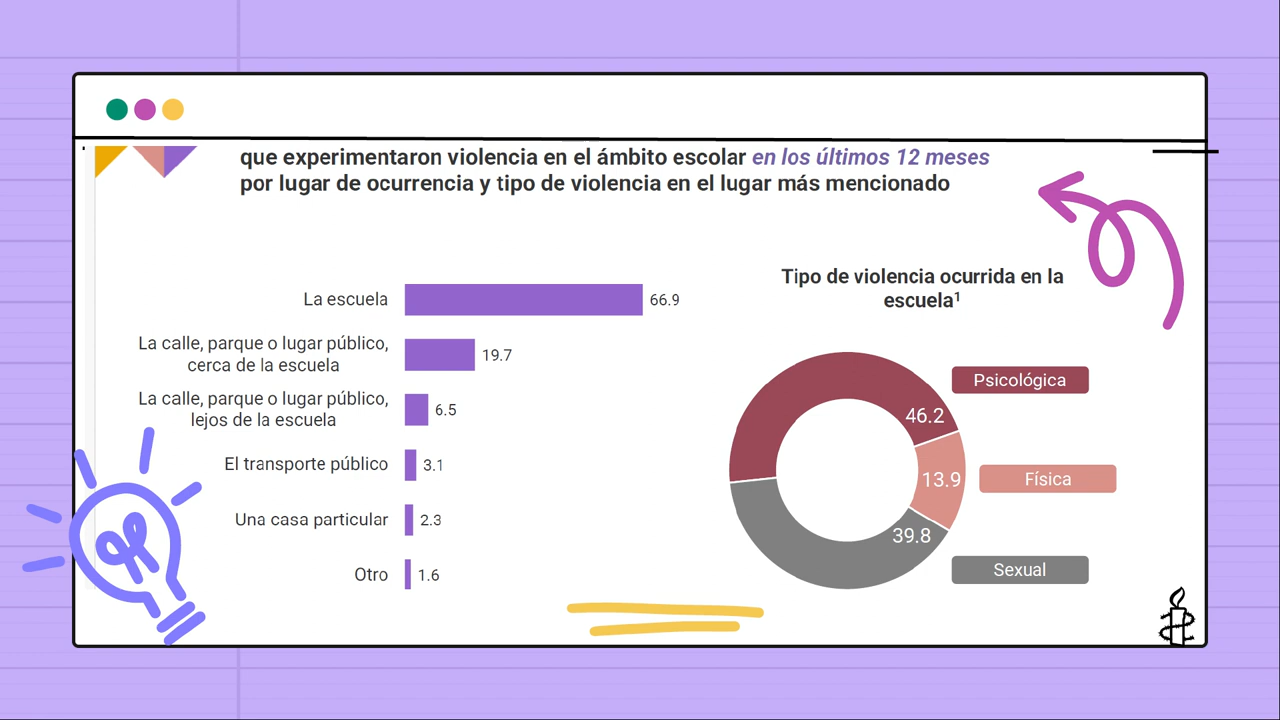 que experimentaron violencia en el ámbito escolar en los últimos 12 meses
por lugar de ocurrencia y tipo de violencia en el lugar más mencionado
La escuela
66.9
La calle, parque o lugar público,
cerca de la escuela
19.7
La calle, parque o lugar público,
lejos de la escuela
6.5
El transporte público
3.1
Una casa particular
2.3
Otro
1.6
Tipo de violencia ocurrida en la
escuela¹
Psicológica
46.2
Física
13.9
Sexual
39.8